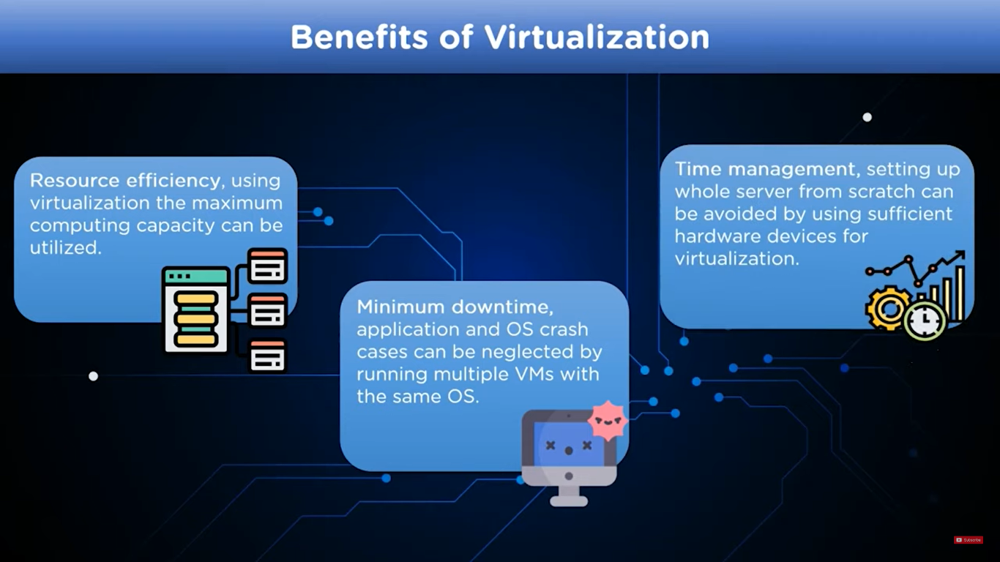 Benefits of Virtualization
Resource efficiency, using
virtualization the maximum
computing capacity can be
utilized.
Minimum downtime,
application and OS crash
cases can be neglected by
running multiple VMs with
the same OS.
Time management, setting up
whole server from scratch can
be avoided by using sufficient
hardware devices for
virtualization.
Subscribe